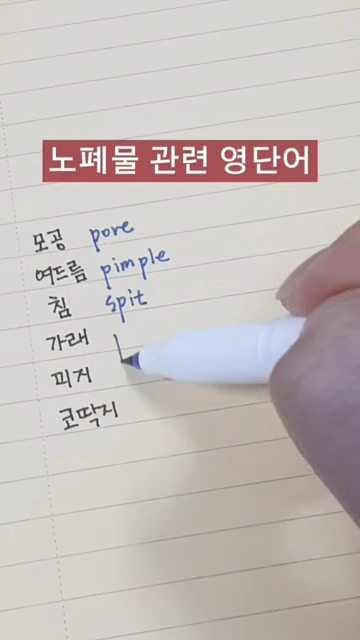 노폐물 관련 영단어
모공 pore
여드름 pimple
침 spit
가래
피지
코딱지